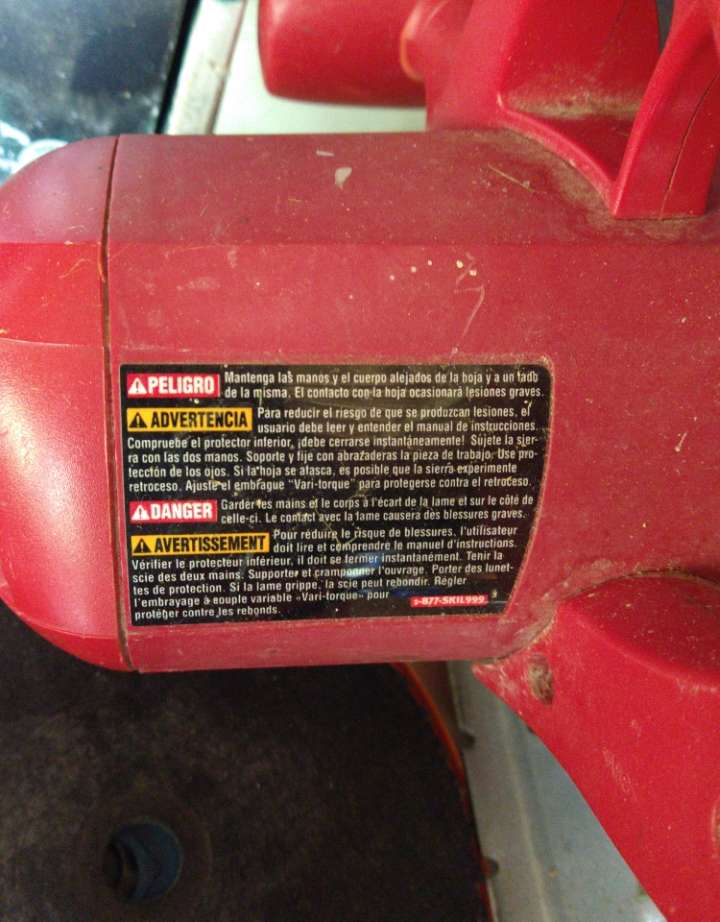 PELIGRO Mantenga las manos y el cuerpo alejados de la hoja y a un lado
de la misma. El contacto con la hoja ocasionará lesiones graves.
ADVERTENCIA Para reducir el riesgo de que se produzcan lesiones, el
usuario debe leer y entender el manual de instrucciones.
Compruebe el protector inferior, ¡debe cerrarse instantáneamente! Sujete la sier-
ra con las dos manos. Soporte y fije con abrazaderas la pieza de trabajo. Use pro-
tección de los ojos. Si la hoja se atasca, es posible que la sierra experimente
retroceso. Ajuste el embrague "Vari-torque" para protegerse contra el retroceso.
DANGER Garder les mains et le corps à l'écart de la lame et sur le côté de
celle-ci. Le contact avec la lame causera des blessures graves.
AVERTISSEMENT Pour réduire le risque de blessures, l'utilisateur
doit lire et comprendre le manuel d'instructions.
Vérifier le protecteur inférieur, il doit se fermer instantanément. Tenir la
scie des deux mains. Supporter et cramponner l'ouvrage. Porter des lunet-
tes de protection. Si la lame grippe, la scie peut rebondir. Régler
l'embrayage à couple variable «Vari-torque» pour
protéger contre les rebonds.
-877-SKIL999